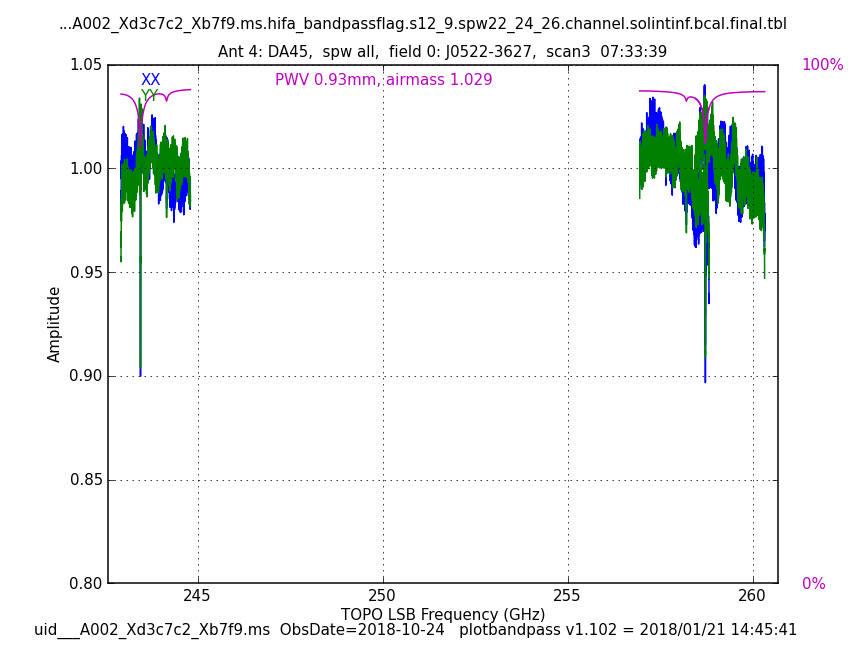 ...A002_Xd3c7c2_Xb7f9.ms.hifa_bandpassflag.s12_9.spw22_24_26.channel.solintinf.bcal.final.tbl
Ant 4: DA45,  spw all,  field 0: J0522-3627,  scan3  07:33:39
1.05
100%
XX
PWV 0.93mm, airmass 1.029
YY
1.00
0.95
Amplitude
0.90
0.85
0.80
0%
245
250
255
260
TOPO LSB Frequency (GHz)
uid___A002_Xd3c7c2_Xb7f9.ms  ObsDate=2018-10-24   plotbandpass v1.102 = 2018/01/21 14:45:41